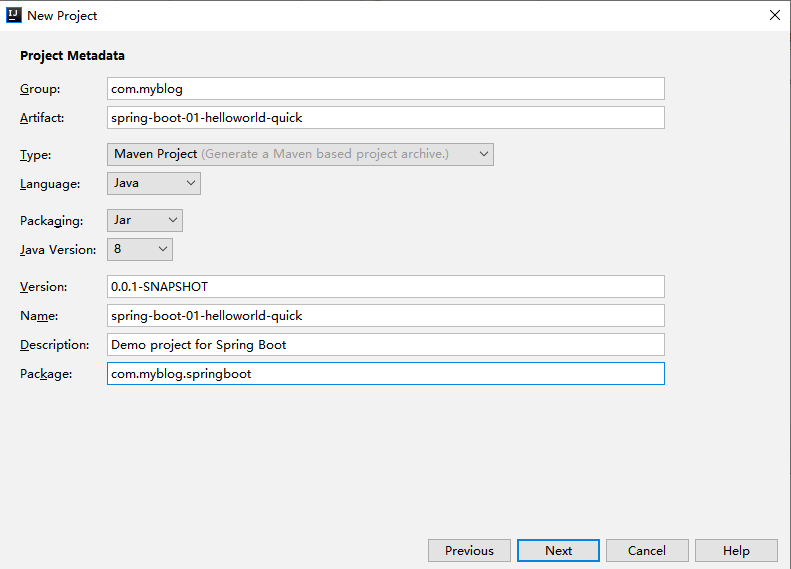 IJ New Project
Project Metadata
Group: com.myblog
Artifact: spring-boot-01-helloworld-quick
Type: Maven Project (Generate a Maven based project archive.)
Language: Java
Packaging: Jar
Java Version: 8
Version: 0.0.1-SNAPSHOT
Name: spring-boot-01-helloworld-quick
Description: Demo project for Spring Boot
Package: com.myblog.springboot
Previous Next Cancel Help